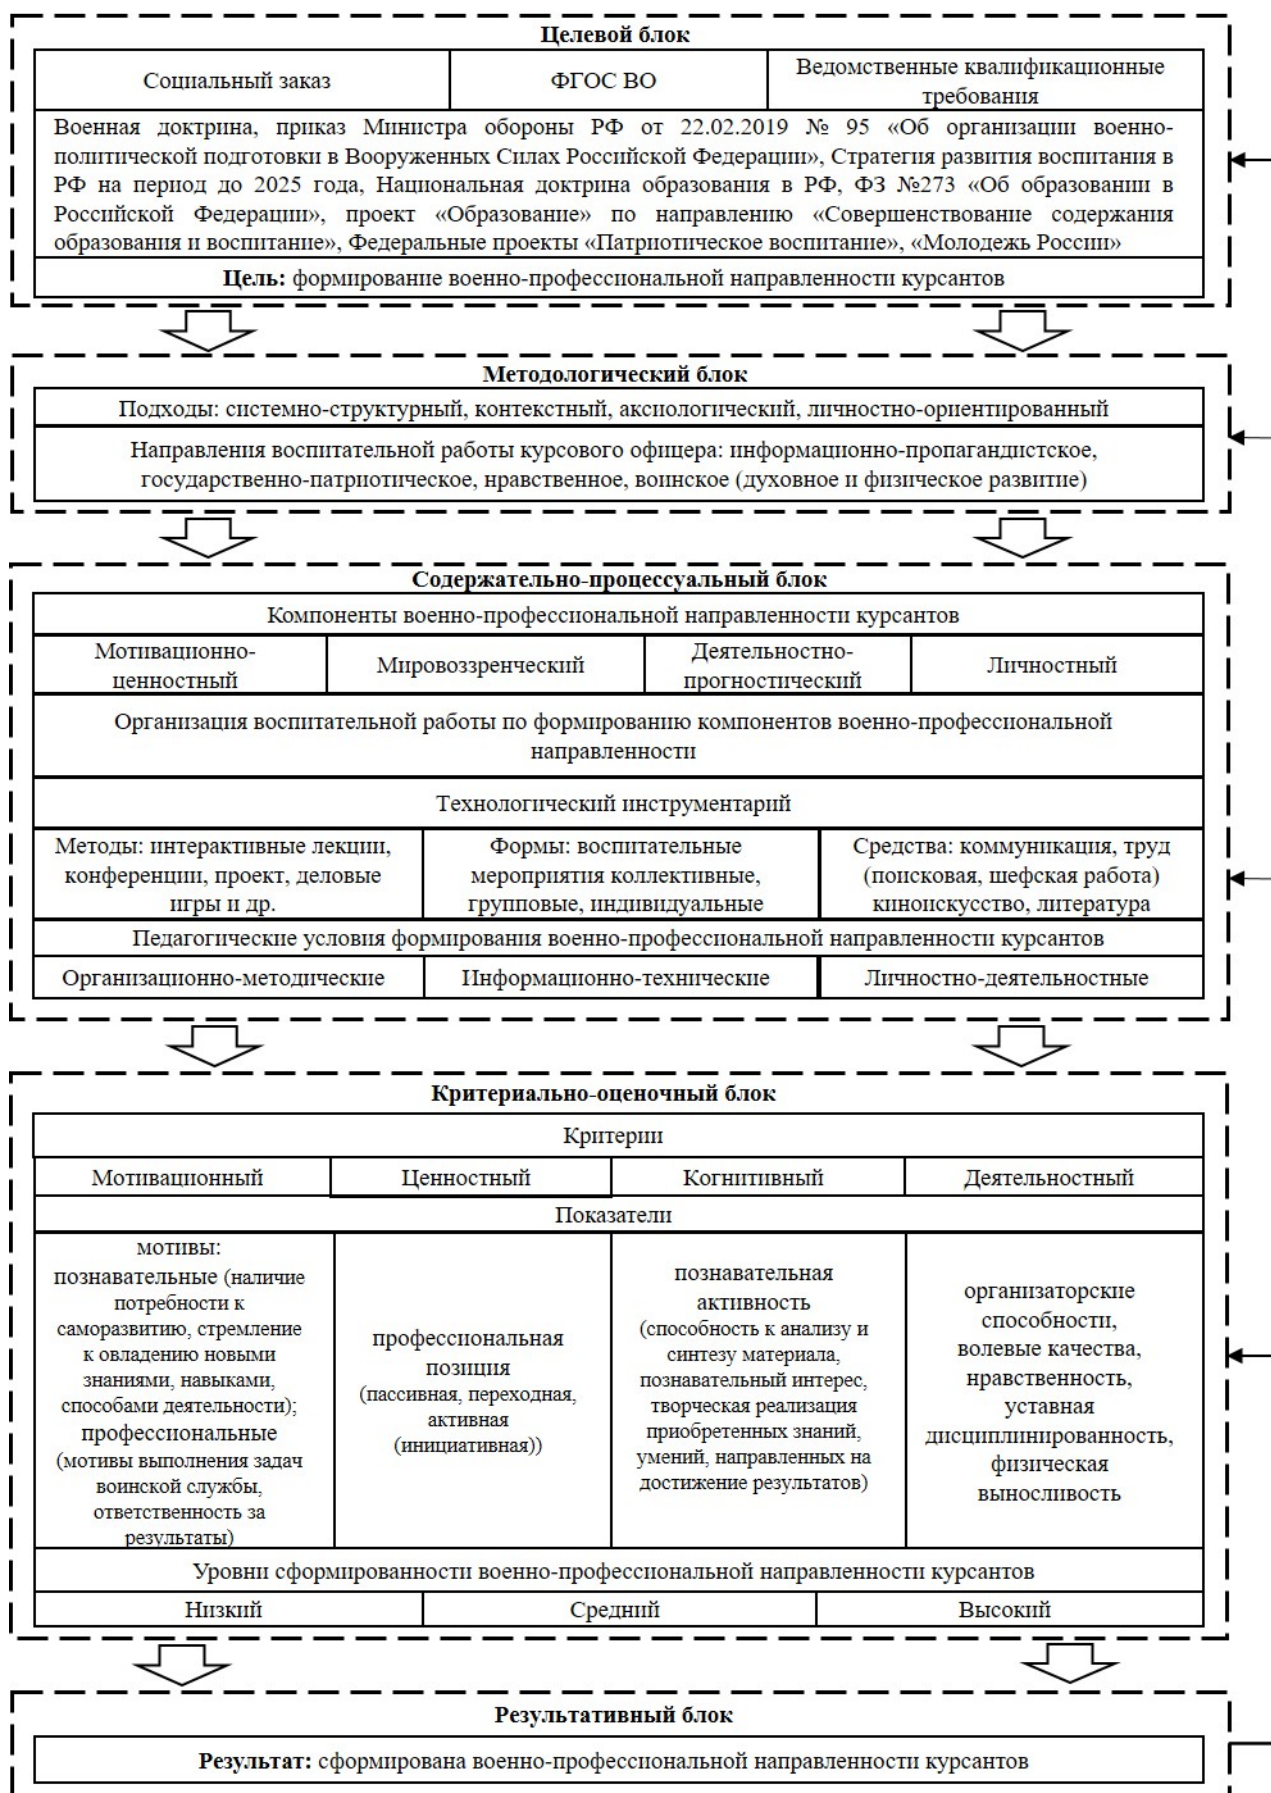 Целевой блок
Социальный заказ
ФГОС ВО
Ведомственные квалификационные
требования
Военная доктрина, приказ Министра обороны РФ от 22.02.2019 № 95 «Об организации военно-
политической подготовки в Вооруженных Силах Российской Федерации», Стратегия развития воспитания в
РФ на период до 2025 года, Национальная доктрина образования в РФ, ФЗ №273 «Об образовании в
Российской Федерации», проект «Образование» по направлению «Совершенствование содержания
образования и воспитание», Федеральные проекты «Патриотическое воспитание», «Молодежь России»
Цель: формирование военно-профессиональной направленности курсантов
Методологический блок
Подходы: системно-структурный, контекстный, аксиологический, личностно-ориентированный
Направления воспитательной работы курсового офицера: информационно-пропагандистское,
государственно-патриотическое, нравственное, воинское (духовное и физическое развитие)
Содержательно-процессуальный блок
Компоненты военно-профессиональной направленности курсантов
Мотивационно-
ценностный
Мировоззренческий
Деятельностно-
прогностический
Личностный
Организация воспитательной работы по формированию компонентов военно-профессиональной
направленности
Технологический инструментарий
Методы: интерактивные лекции,
конференции, проект, деловые
игры и др.
Формы: воспитательные
мероприятия коллективные,
групповые, индивидуальные
Средства: коммуникация, труд
(поисковая, шефская работа)
киноискусство, литература
Педагогические условия формирования военно-профессиональной направленности курсантов
Организационно-методические
Информационно-технические
Личностно-деятельностные
Критериально-оценочный блок
Критерии
Мотивационный
Ценностный
Когнитивный
Деятельностный
Показатели
мотивы:
познавательные (наличие
потребности к
саморазвитию, стремление
к овладению новыми
знаниями, навыками,
способами деятельности);
профессиональные
(мотивы выполнения задач
воинской службы,
ответственность за
результаты)
профессиональная
позиция
(пассивная, переходная,
активная
(инициативная))
познавательная
активность
(способность к анализу и
синтезу материала,
познавательный интерес,
творческая реализация
приобретенных знаний,
умений, направленных на
достижение результатов)
организаторские
способности,
волевые качества,
нравственность,
уставная
дисциплинированность,
физическая
выносливость
Уровни сформированности военно-профессиональной направленности курсантов
Низкий
Средний
Высокий
Результативный блок
Результат: сформирована военно-профессиональной направленности курсантов